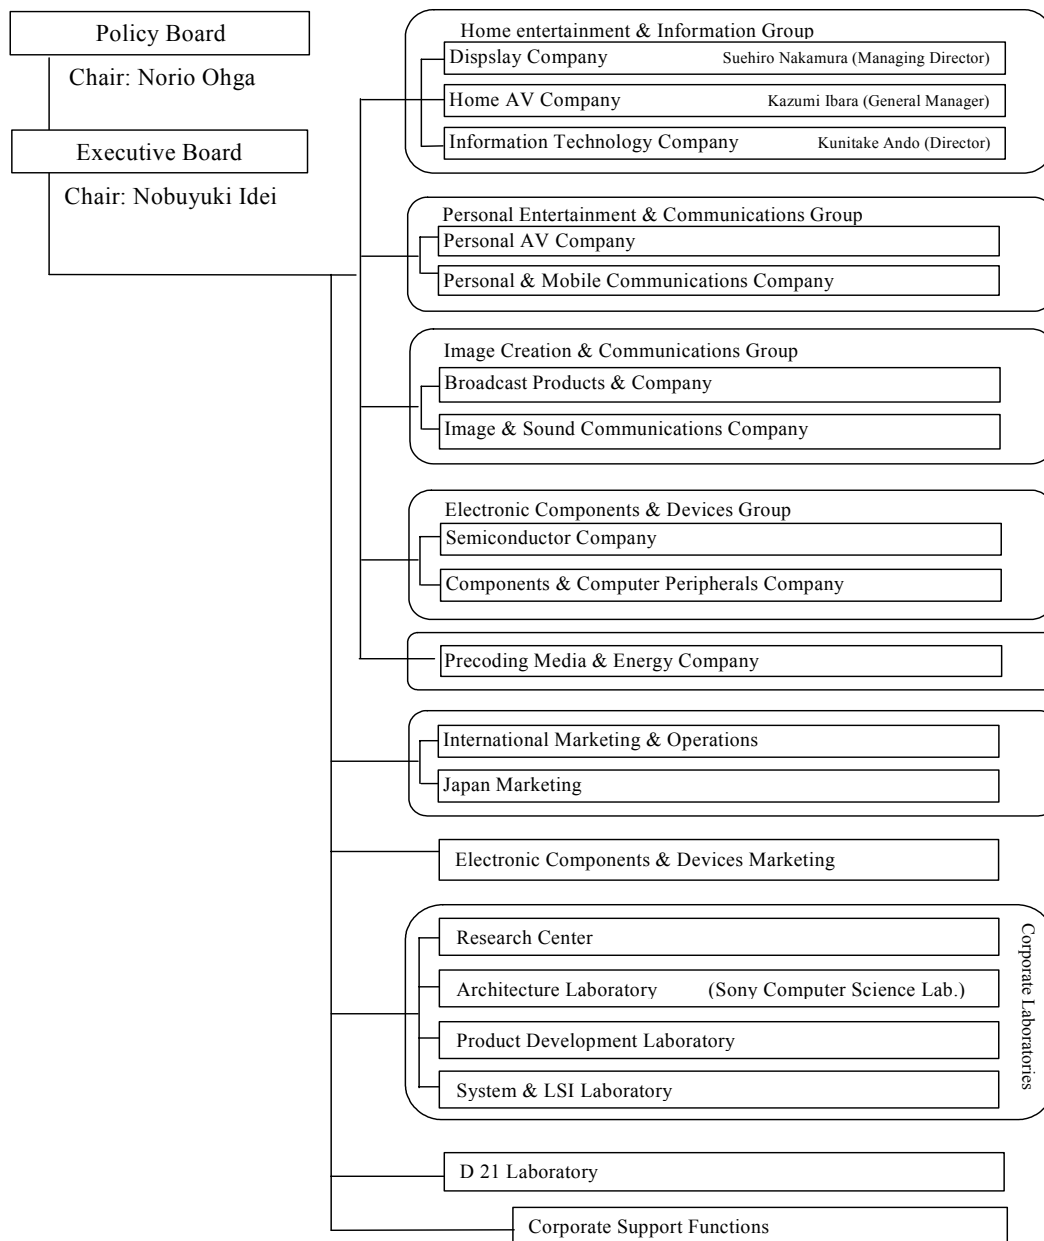 Policy Board
Chair: Norio Ohga
Executive Board
Chair: Nobuyuki Idei
Home entertainment & Information Group
Dispslay Company Suehiro Nakamura (Managing Director)
Home AV Company Kazumi Ibara (General Manager)
Information Technology Company Kunitake Ando (Director)
Personal Entertainment & Communications Group
Personal AV Company
Personal & Mobile Communications Company
Image Creation & Communications Group
Broadcast Products & Company
Image & Sound Communications Company
Electronic Components & Devices Group
Semiconductor Company
Components & Computer Peripherals Company
Precoding Media & Energy Company
International Marketing & Operations
Japan Marketing
Electronic Components & Devices Marketing
Corporate Laboratories
Research Center
Architecture Laboratory (Sony Computer Science Lab.)
Product Development Laboratory
System & LSI Laboratory
D 21 Laboratory
Corporate Support Functions